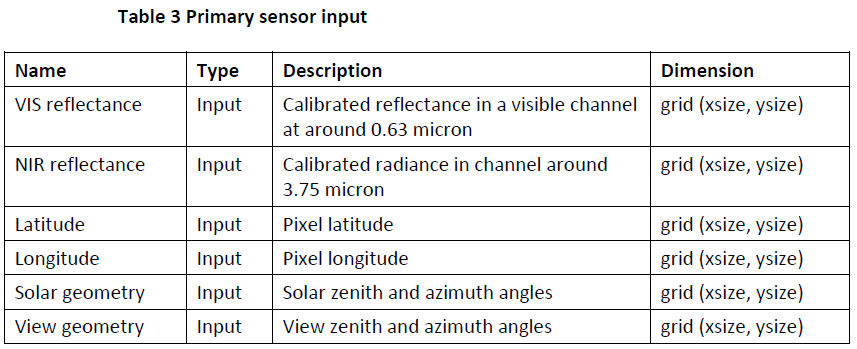 Table 3 Primary sensor input
Name Type Description Dimension
VIS reflectance Input Calibrated reflectance in a visible channel grid (xsize, ysize)
at around 0.63 micron
NIR reflectance Input Calibrated radiance in channel around grid (xsize, ysize)
3.75 micron
Latitude Input Pixel latitude grid (xsize, ysize)
Longitude Input Pixel longitude grid (xsize, ysize)
Solar geometry Input Solar zenith and azimuth angles grid (xsize, ysize)
View geometry Input View zenith and azimuth angles grid (xsize, ysize)